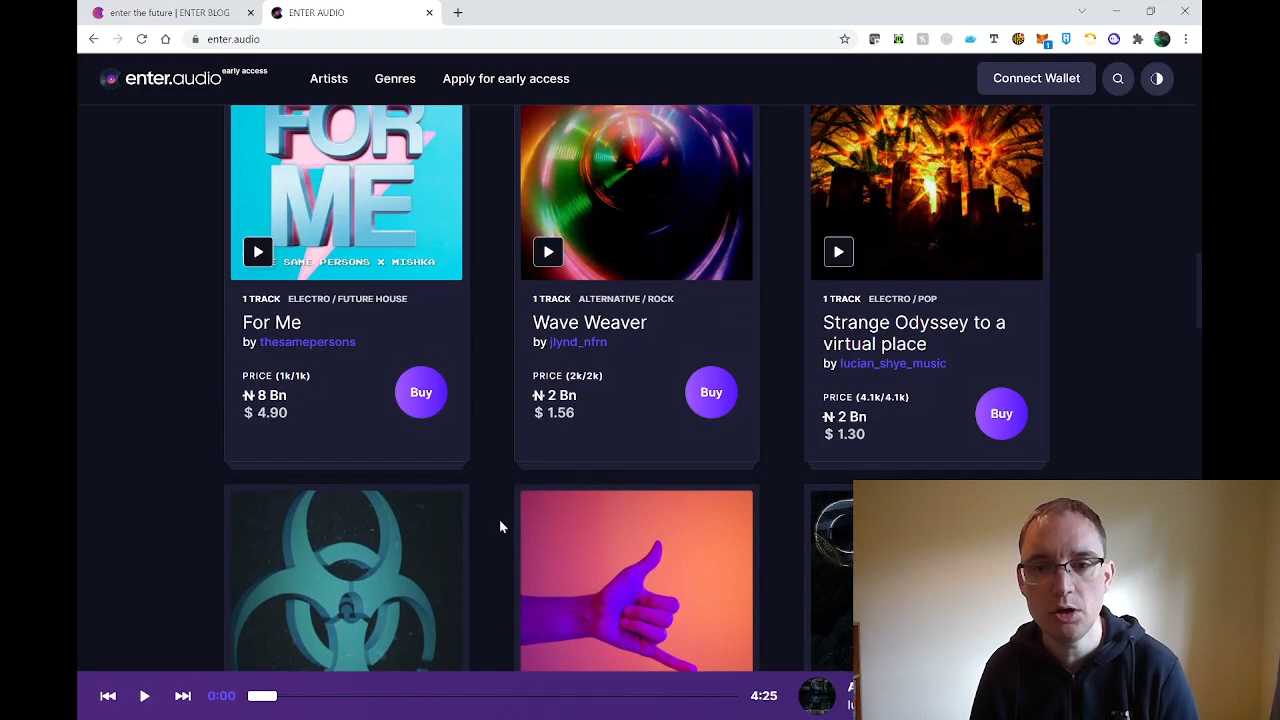 enter the future | ENTER BLOG
ENTER AUDIO
enter.audio
enter.audio early access
Artists
Genres
Apply for early access
Connect Wallet
FOR
ME
SAME PERSONS X MISHKA
1 TRACK ELECTRO / FUTURE HOUSE
For Me
by thesamepersons
PRICE (1k/1k)
₦ 8 Bn
$ 4.90
Buy
1 TRACK ALTERNATIVE / ROCK
Wave Weaver
by jlynd_nfrn
PRICE (2k/2k)
₦ 2 Bn
$ 1.56
Buy
1 TRACK ELECTRO / POP
Strange Odyssey to a
virtual place
by lucian_shye_music
PRICE (4.1k/4.1k)
₦ 2 Bn
$ 1.30
Buy
0:00
4:25